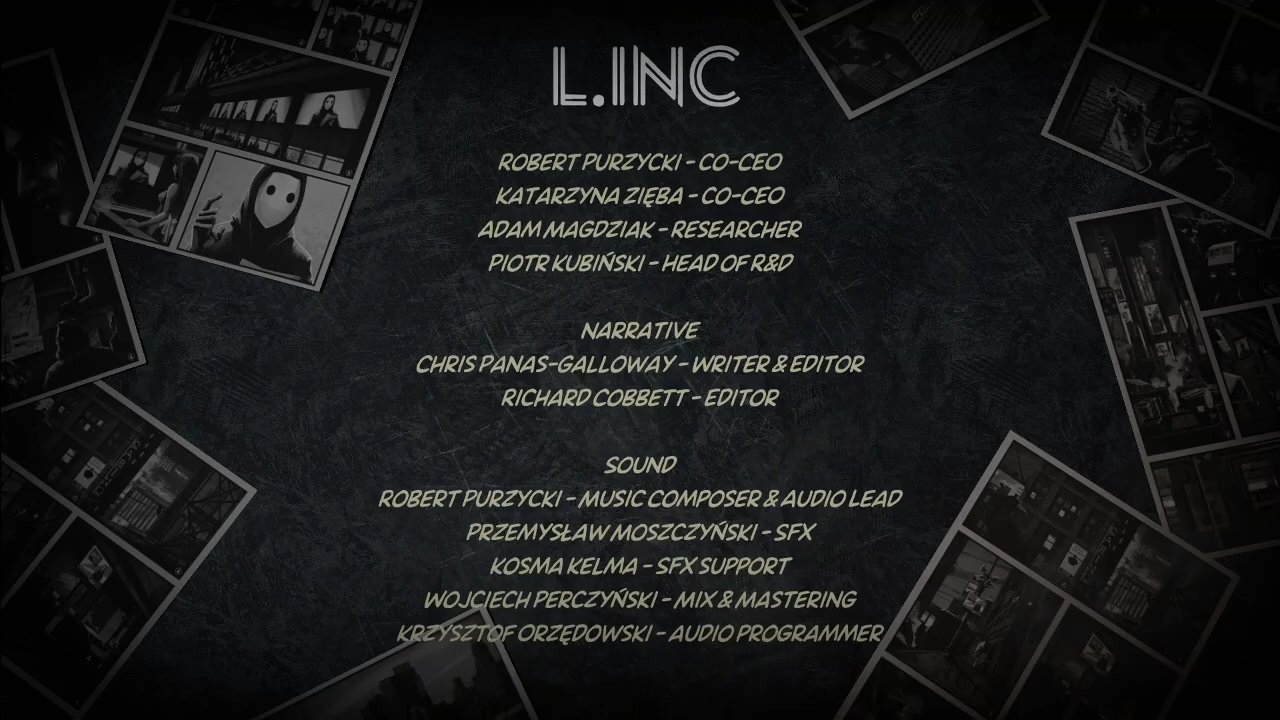 L.INC
ROBERT PURZYCKI - CO-CEO
KATARZYNA ZIĘBA - CO-CEO
ADAM MAGDZIAK - RESEARCHER
PIOTR KUBIŃSKI - HEAD OF R&D
NARRATIVE
CHRIS PANAS-GALLOWAY - WRITER & EDITOR
RICHARD COBBETT - EDITOR
SOUND
ROBERT PURZYCKI - MUSIC COMPOSER & AUDIO LEAD
PRZEMYSŁAW MOSZCZYŃSKI - SFX
KOSMA KELMA - SFX SUPPORT
WOJCIECH PERCZYŃSKI - MIX & MASTERING
KRZYSZTOF ORZĘDOWSKI - AUDIO PROGRAMMER